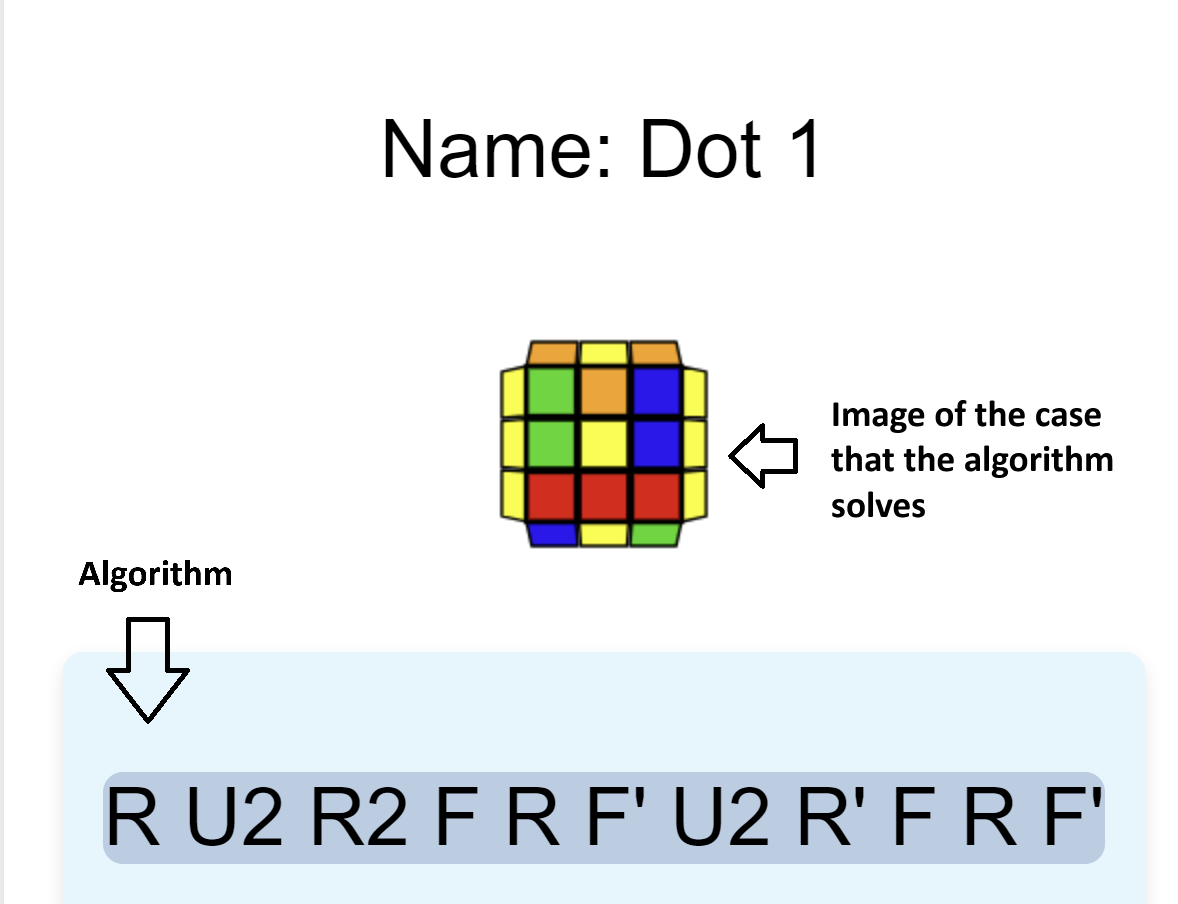 Name: Dot 1
Image of the case
that the algorithm
solves
Algorithm
R U2 R2 F R F' U2 R' F R F'